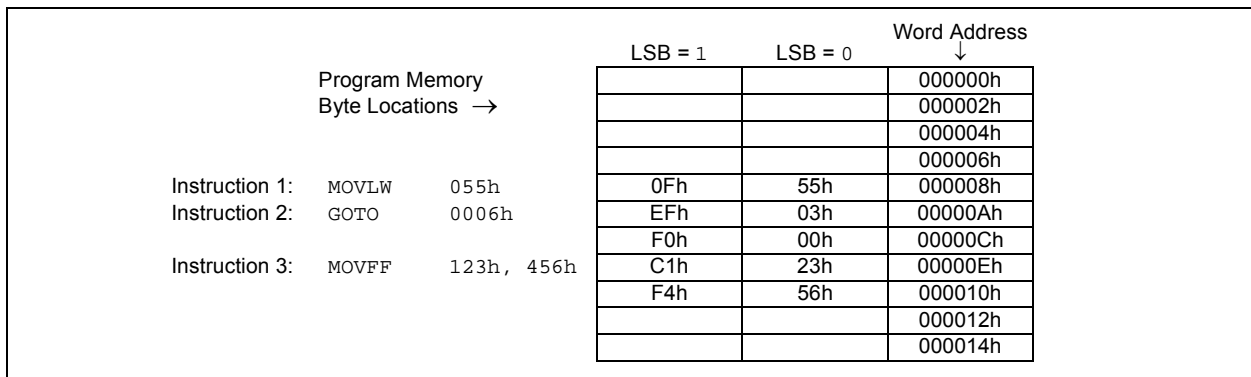 Word Address
LSB = 1 LSB = 0 ↓
Program Memory 000000h
Byte Locations → 000002h
000004h
000006h
Instruction 1: MOVLW 055h 0Fh 55h 000008h
Instruction 2: GOTO 0006h EFh 03h 00000Ah
F0h 00h 00000Ch
Instruction 3: MOVFF 123h, 456h C1h 23h 00000Eh
F4h 56h 000010h
000012h
000014h